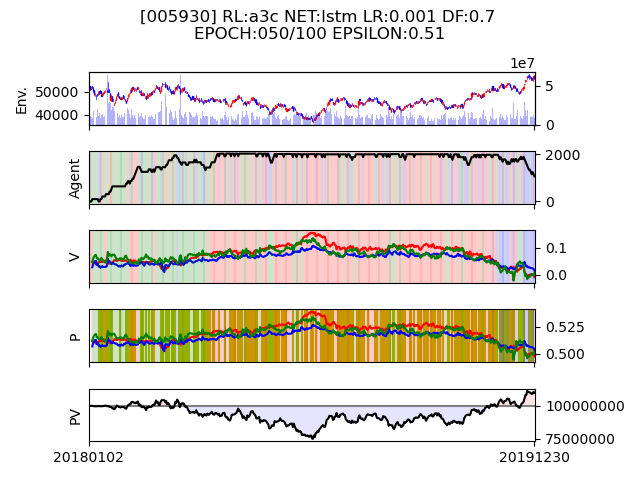 [005930] RL:a3c NET:lstm LR:0.001 DF:0.7
EPOCH:050/100 EPSILON:0.51
1e7
Env.
50000
40000
5
0
Agent
2000
0
V
0.1
0.0
P
0.525
0.500
PV
100000000
75000000
20180102
20191230